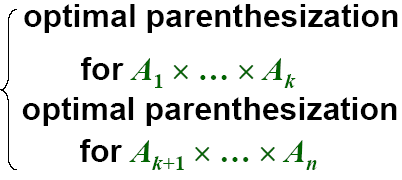 optimal parenthesization
for A₁ × … × Aₖ
optimal parenthesization
for Aₖ₊₁ × … × Aₙ